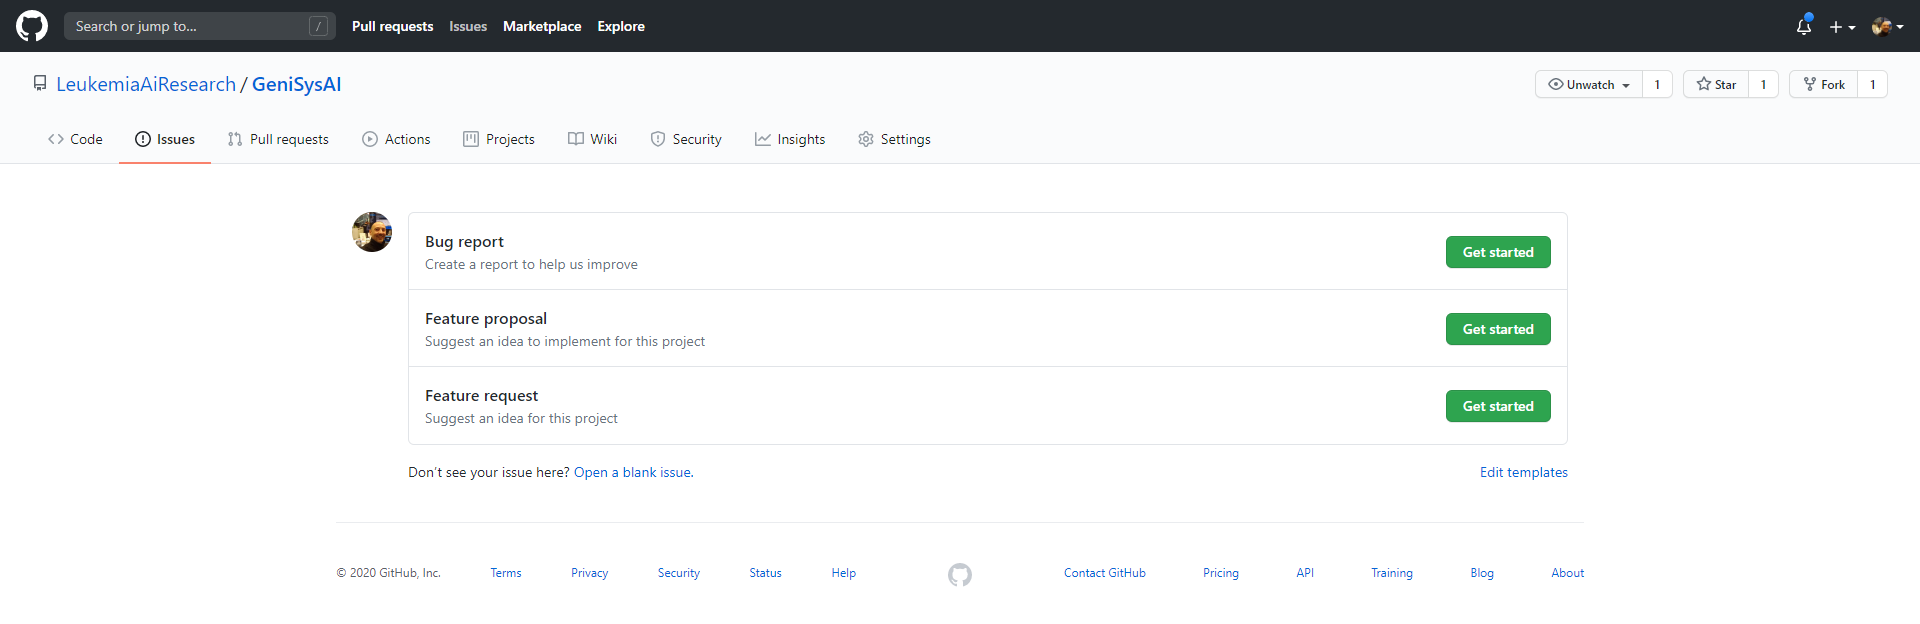 Search or jump to... /
Pull requests Issues Marketplace Explore
LeukemiaAiResearch / GeniSysAI
Unwatch 1 Star 1 Fork 1
Code Issues Pull requests Actions Projects Wiki Security Insights Settings
Bug report
Create a report to help us improve
Get started
Feature proposal
Suggest an idea to implement for this project
Get started
Feature request
Suggest an idea for this project
Get started
Don't see your issue here? Open a blank issue.
Edit templates
© 2020 GitHub, Inc. Terms Privacy Security Status Help Contact GitHub Pricing API Training Blog About